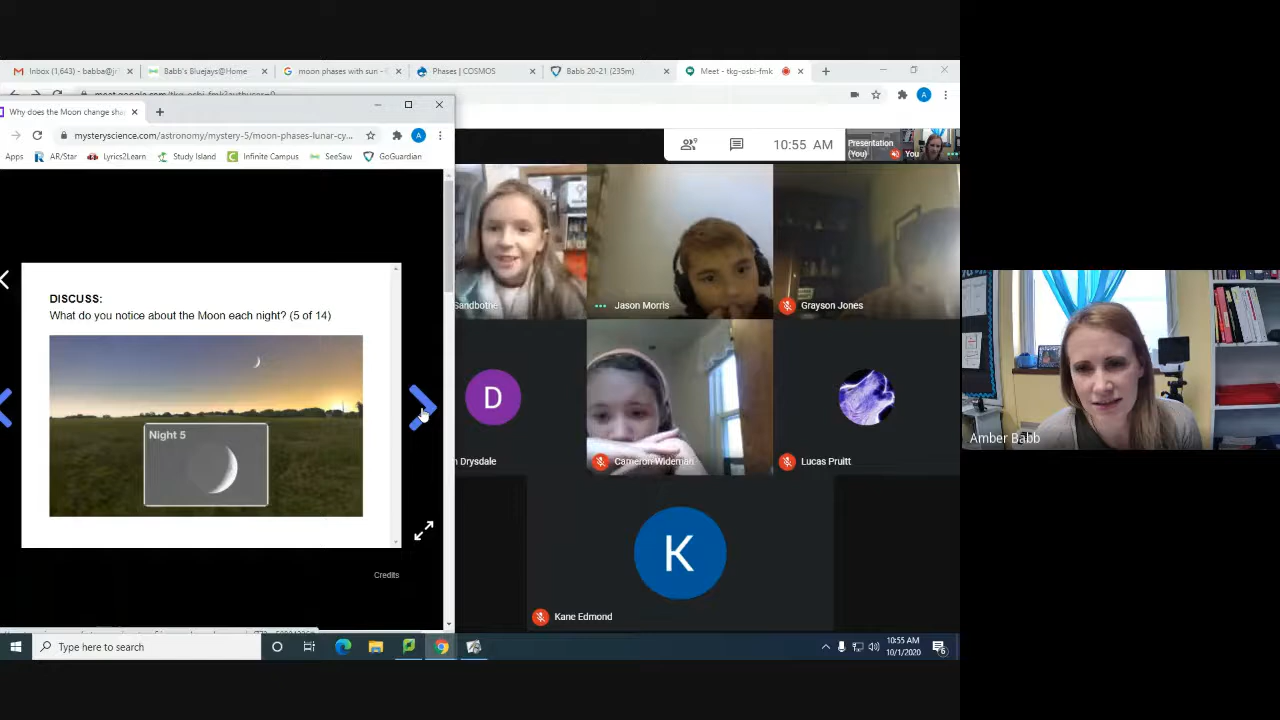 Inbox (1,643) - babba@j
Babb's Bluejays@Home
moon phases with sun -
Phases | COSMOS
Babb 20-21 (235m)
Meet - tkg-osbi-fmk
Why does the Moon change sha
mysteryscience.com/astronomy/mystery-5/moon-phases-lunar-cy...
Apps
AR/Star
Lyrics2Learn
Study Island
Infinite Campus
SeeSaw
GoGuardian
10:55 AM
Presentation
(You)
You
DISCUSS:
What do you notice about the Moon each night? (5 of 14)
Night 5
Credits
Sandbothe
Jason Morris
Grayson Jones
D
Drysdale
Cameron Wideman
Lucas Pruitt
K
Kane Edmond
Amber Babb
Type here to search
10:55 AM
10/1/2020